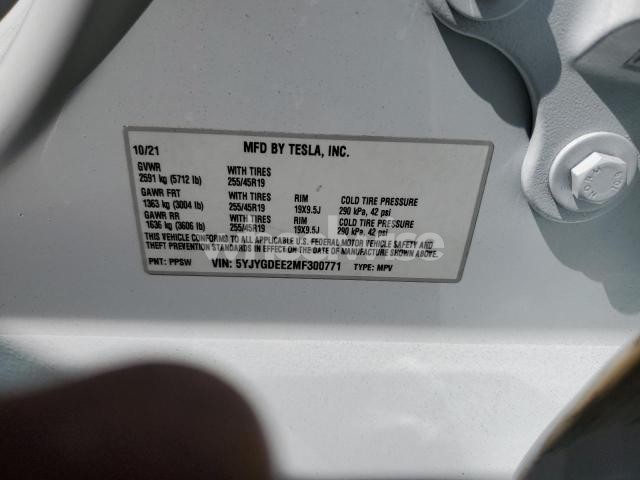 10/21 MFD BY TESLA, INC.
GVWR WITH TIRES
2591 kg (5712 lb) 255/45R19
GAWR FRT WITH TIRES RIM COLD TIRE PRESSURE
1363 kg (3004 lb) 255/45R19 19X9.5J 290 kPa, 42 psi
GAWR RR WITH TIRES RIM COLD TIRE PRESSURE
1636 kg (3606 lb) 255/45R19 19X9.5J 290 kPa, 42 psi
THIS VEHICLE CONFORMS TO ALL APPLICABLE U.S. FEDERAL MOTOR VEHICLE SAFETY AND
THEFT PREVENTION STANDARDS IN EFFECT ON THE DATE OF MANUFACTURE SHOWN ABOVE.
PNT: PPSW VIN: 5YJYGDEE2MF300771 TYPE: MPV